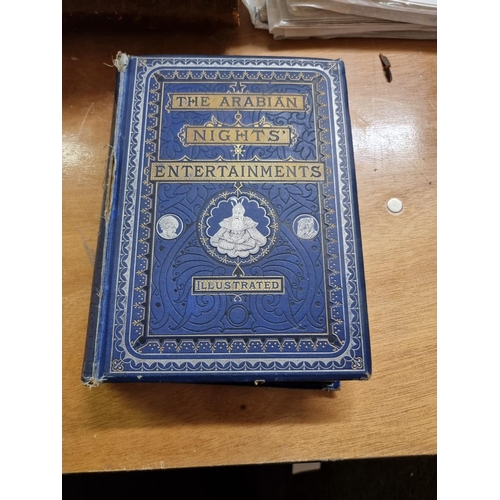 THE ARABIAN
NIGHTS'
ENTERTAINMENTS
ILLUSTRATED